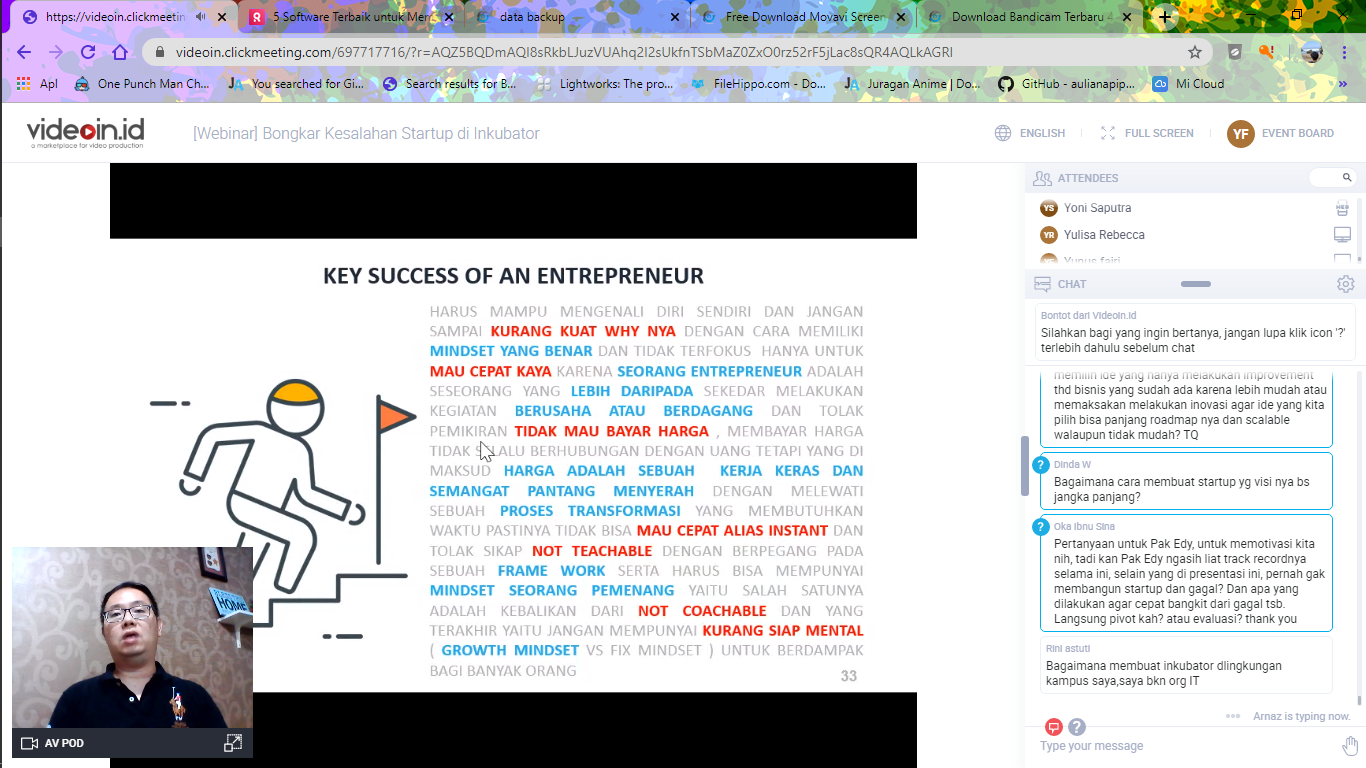 https://videoin.clickmeetin
5 Software Terbaik untuk Mem
data backup
Free Download Movavi Screen
Download Bandicam Terbaru 4
videoin.clickmeeting.com/697717716/?r=
Apl
One Punch Man Ch...
You searched for Gi...
Search results for B...
Lightworks: The pro...
FileHippo.com - Do...
Juragan Anime | Do...
GitHub - aulianapip...
Mi Cloud
»
videoin.id
a marketplace for video production
[Webinar] Bongkar Kesalahan Startup di Inkubator
ENGLISH
FULL SCREEN
YF EVENT BOARD
KEY SUCCESS OF AN ENTREPRENEUR
HARUS MAMPU MENGENALI DIRI SENDIRI DAN JANGAN
SAMPAI KURANG KUAT WHY NYA DENGAN CARA MEMILIKI
MINDSET YANG BENAR DAN TIDAK TERFOKUS HANYA UNTUK
MAU CEPAT KAYA KARENA SEORANG ENTREPRENEUR ADALAH
SESEORANG YANG LEBIH DARIPADA SEKEDAR MELAKUKAN
KEGIATAN BERUSAHA ATAU BERDAGANG DAN TOLAK
PEMIKIRAN TIDAK MAU BAYAR HARGA , MEMBAYAR HARGA
TIDAK SELALU BERHUBUNGAN DENGAN UANG TETAPI YANG DI
MAKSUD HARGA ADALAH SEBUAH KERJA KERAS DAN
SEMANGAT PANTANG MENYERAH DENGAN MELEWATI
SEBUAH PROSES TRANSFORMASI YANG MEMBUTUHKAN
WAKTU PASTINYA TIDAK BISA MAU CEPAT ALIAS INSTANT DAN
TOLAK SIKAP NOT TEACHABLE DENGAN BERPEGANG PADA
SEBUAH FRAME WORK SERTA HARUS BISA MEMPUNYAI
MINDSET SEORANG PEMENANG YAITU SALAH SATUNYA
ADALAH KEBALIKAN DARI NOT COACHABLE DAN YANG
TERAKHIR YAITU JANGAN MEMPUNYAI KURANG SIAP MENTAL
( GROWTH MINDSET VS FIX MINDSET ) UNTUK BERDAMPAK
BAGI BANYAK ORANG
33
HOME
AV POD
ATTENDEES
YS Yoni Saputra
YR Yulisa Rebecca
YF Yunus fajri
CHAT
Bontot dari Videoin.id
Silahkan bagi yang ingin bertanya, jangan lupa klik icon '?'
terlebih dahulu sebelum chat
memilih ide yang hanya melakukan improvement
thd bisnis yang sudah ada karena lebih mudah atau
memaksakan melakukan inovasi agar ide yang kita
pilih bisa panjang roadmap nya dan scalable
walaupun tidak mudah? TQ
? Dinda W
Bagaimana cara membuat startup yg visi nya bs
jangka panjang?
? Oka Ibnu Sina
Pertanyaan untuk Pak Edy, untuk memotivasi kita
nih, tadi kan Pak Edy ngasih liat track recordnya
selama ini, selain yang di presentasi ini, pernah gak
membangun startup dan gagal? Dan apa yang
dilakukan agar cepat bangkit dari gagal tsb.
Langsung pivot kah? atau evaluasi? thank you
Rini astuti
Bagaimana membuat inkubator dlingkungan
kampus saya,saya bkn org IT
Arnaz is typing now.
?
Type your message